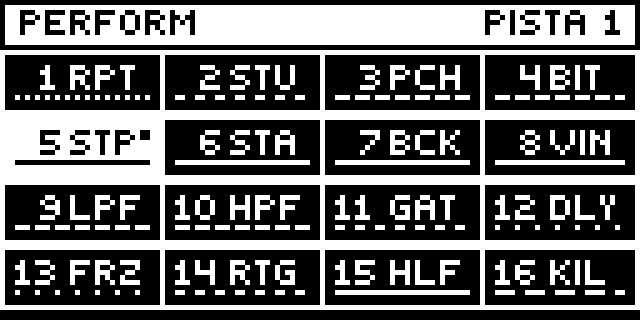 PERFORM PISTA 1
1 RPT 2 STU 3 PCH 4 BIT
5 STP 6 STA 7 BCK 8 VIN
9 LPF 10 HPF 11 GAT 12 DLY
13 FRZ 14 RTG 15 HLF 16 KIL